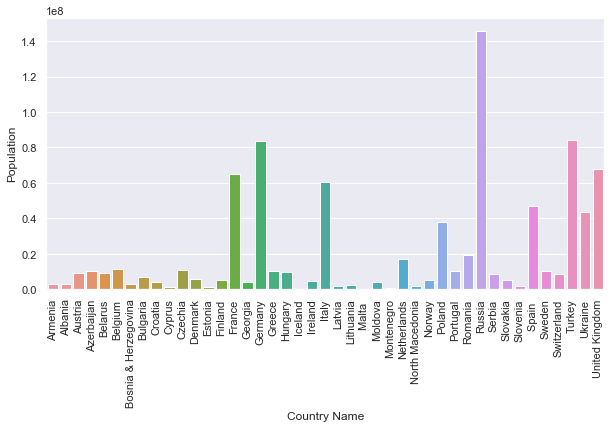 1e8
1.4
1.2
1.0
0.8
0.6
0.4
0.2
0.0
Population
Armenia
Albania
Austria
Azerbaijan
Belarus
Belgium
Bosnia & Herzegovina
Bulgaria
Croatia
Cyprus
Czechia
Denmark
Estonia
Finland
France
Georgia
Germany
Greece
Hungary
Iceland
Ireland
Italy
Latvia
Lithuania
Malta
Moldova
Montenegro
Netherlands
North Macedonia
Norway
Poland
Portugal
Romania
Russia
Serbia
Slovakia
Slovenia
Spain
Sweden
Switzerland
Turkey
Ukraine
United Kingdom
Country Name